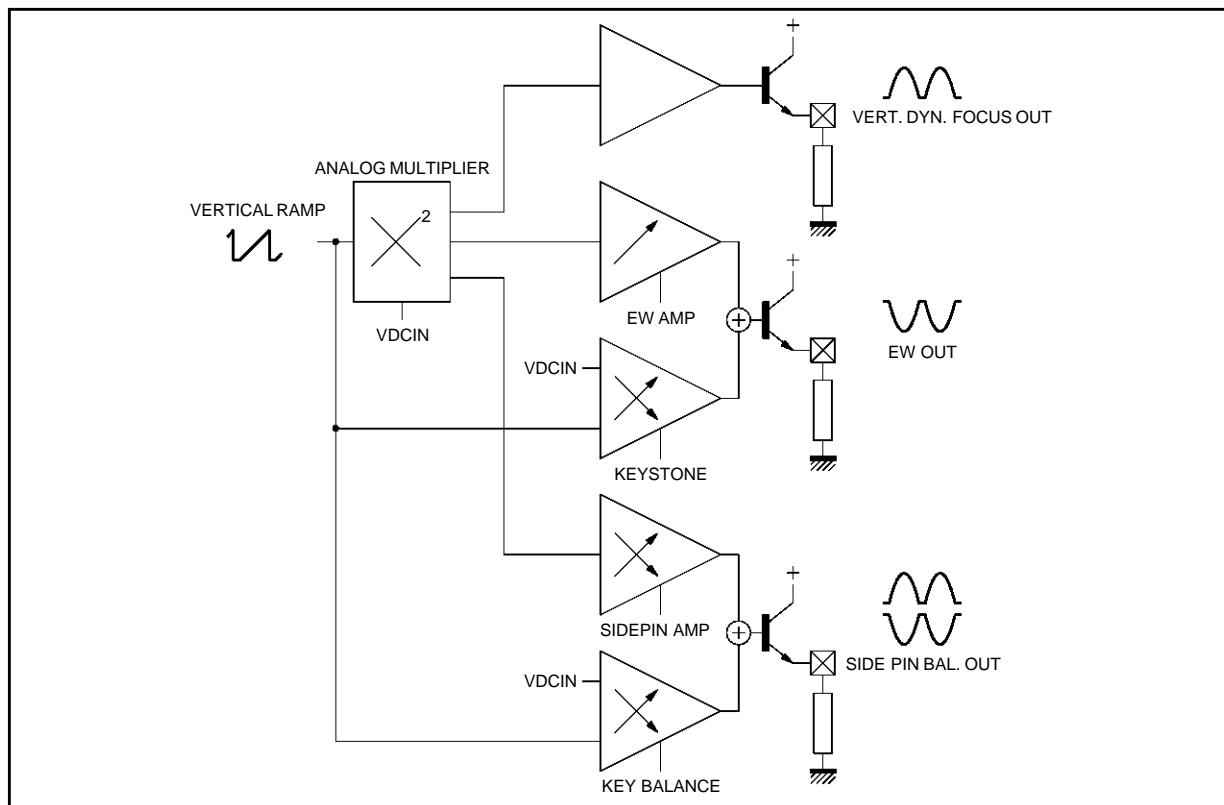 VERT. DYN. FOCUS OUT
ANALOG MULTIPLIER
VERTICAL RAMP
2
VDCIN
EW AMP
EW OUT
VDCIN
KEYSTONE
SIDEPIN AMP
SIDE PIN BAL. OUT
VDCIN
KEY BALANCE